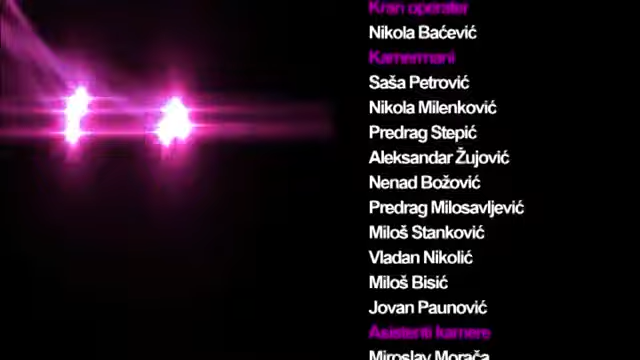 Kran operater
Nikola Baćević
Kamermani
Saša Petrović
Nikola Milenković
Predrag Stepić
Aleksandar Žujović
Nenad Božović
Predrag Milosavljević
Miloš Stanković
Vladan Nikolić
Miloš Bisić
Jovan Paunović
Asistenti kamere
Miroslav Morača